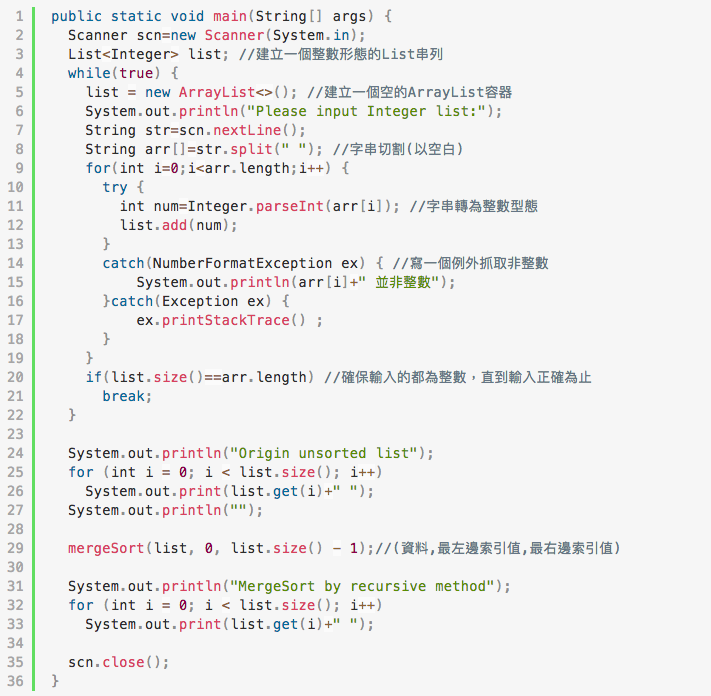 1 public static void main(String[] args) {
2 Scanner scn=new Scanner(System.in);
3 List<Integer> list; //建立一個整數形態的List串列
4 while(true) {
5 list = new ArrayList<>(); //建立一個空的ArrayList容器
6 System.out.println("Please input Integer list:");
7 String str=scn.nextLine();
8 String arr[]=str.split(" "); //字串切割(以空白)
9 for(int i=0;i<arr.length;i++) {
10 try {
11 int num=Integer.parseInt(arr[i]); //字串轉為整數型態
12 list.add(num);
13 }
14 catch(NumberFormatException ex) { //寫一個例外抓取非整數
15 System.out.println(arr[i]+" 並非整數");
16 }catch(Exception ex) {
17 ex.printStackTrace() ;
18 }
19 }
20 if(list.size()==arr.length) //確保輸入的都為整數，直到輸入正確為止
21 break;
22 }
23
24 System.out.println("Origin unsorted list");
25 for (int i = 0; i < list.size(); i++)
26 System.out.print(list.get(i)+" ");
27 System.out.println("");
28
29 mergeSort(list, 0, list.size() - 1);//(資料,最左邊索引值,最右邊索引值)
30
31 System.out.println("MergeSort by recursive method");
32 for (int i = 0; i < list.size(); i++)
33 System.out.print(list.get(i)+" ");
34
35 scn.close();
36 }